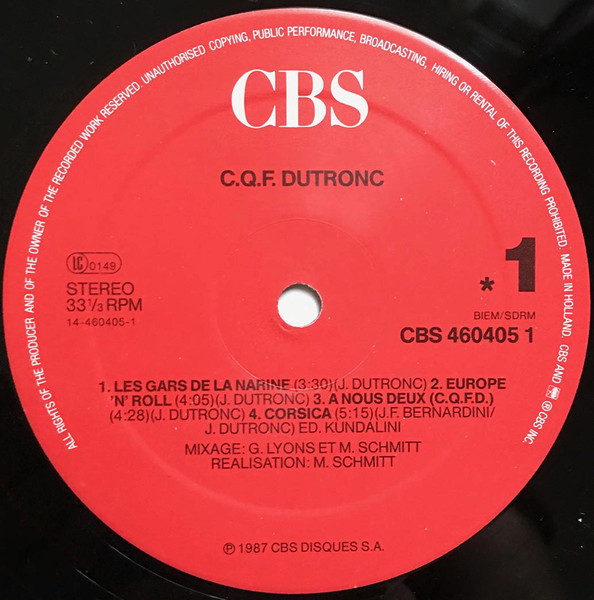 ALL RIGHTS OF THE PRODUCER AND OF THE OWNER OF THE RECORDED WORK RESERVED. UNAUTHORISED COPYING, PUBLIC PERFORMANCE, BROADCASTING, HIRING OR RENTAL OF THIS RECORDING PROHIBITED. MADE IN HOLLAND. CBS AND ® CBS INC.
CBS
C.Q.F. DUTRONC
LC 0149
STEREO
33 1/3 RPM
14-460405-1
* 1
BIEM/SDRM
CBS 460405 1
1. LES GARS DE LA NARINE (3:30)(J. DUTRONC) 2. EUROPE
'N' ROLL (4:05)(J. DUTRONC) 3. A NOUS DEUX (C.Q.F.D.)
(4:28)(J. DUTRONC) 4. CORSICA (5:15)(J.F. BERNARDINI/
J. DUTRONC) ED. KUNDALINI
MIXAGE: G. LYONS ET M. SCHMITT
REALISATION: M. SCHMITT
℗ 1987 CBS DISQUES S.A.